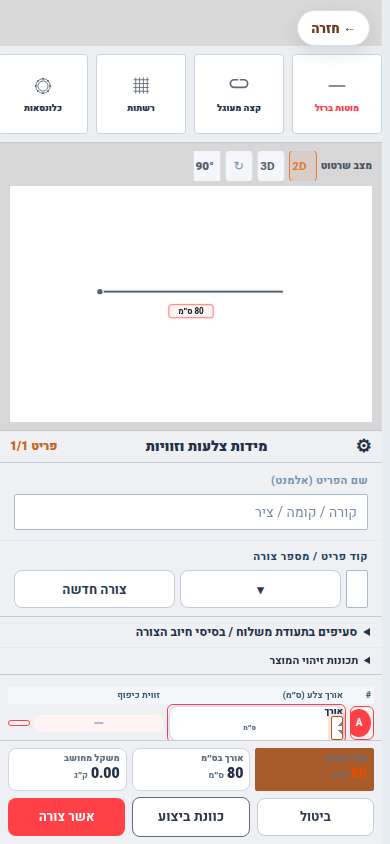 ← חזרה
מוטות ברזל
קצה מעוגל
רשתות
כלונסאות
מצב שרטוט 2D 3D ↻ 90°
80 ס״מ
⚙ מידות צלעות וזוויות פריט 1/1
שם הפריט (אלמנט)
קורה / קומה / ציר
קוד פריט / מספר צורה
▼
צורה חדשה
סעיפים בתעודת משלוח / בסיסי חיוב הצורה
תכונות זיהוי המוצר
# אורך צלע (ס״מ) זווית כיפוף
A אורך ס״מ —
אורך בס״מ
80 ס״מ
משקל מחושב
0.00 ק״ג
ביטול
כוונת ביצוע
אשר צורה